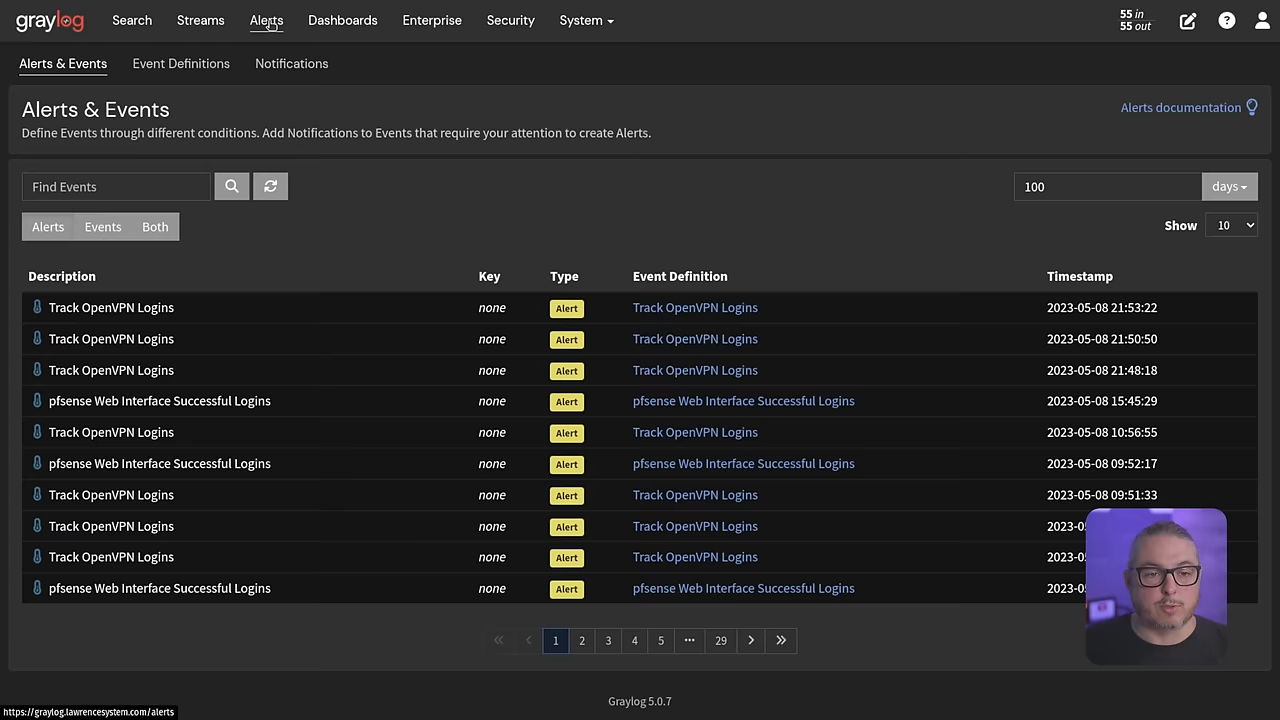 graylog Search Streams Alerts Dashboards Enterprise Security System 55 in
55 out
Alerts & Events Event Definitions Notifications
Alerts & Events
Alerts documentation
Define Events through different conditions. Add Notifications to Events that require your attention to create Alerts.
Find Events 100 days
Alerts Events Both Show 10
Description Key Type Event Definition Timestamp
Track OpenVPN Logins none Alert Track OpenVPN Logins 2023-05-08 21:53:22
Track OpenVPN Logins none Alert Track OpenVPN Logins 2023-05-08 21:50:50
Track OpenVPN Logins none Alert Track OpenVPN Logins 2023-05-08 21:48:18
pfsense Web Interface Successful Logins none Alert pfsense Web Interface Successful Logins 2023-05-08 15:45:29
Track OpenVPN Logins none Alert Track OpenVPN Logins 2023-05-08 10:56:55
pfsense Web Interface Successful Logins none Alert pfsense Web Interface Successful Logins 2023-05-08 09:52:17
Track OpenVPN Logins none Alert Track OpenVPN Logins 2023-05-08 09:51:33
Track OpenVPN Logins none Alert Track OpenVPN Logins
Track OpenVPN Logins none Alert Track OpenVPN Logins
pfsense Web Interface Successful Logins none Alert pfsense Web Interface Successful Logins
« ‹ 1 2 3 4 5 ••• 29 › »
Graylog 5.0.7
https://graylog.lawrencesystem.com/alerts